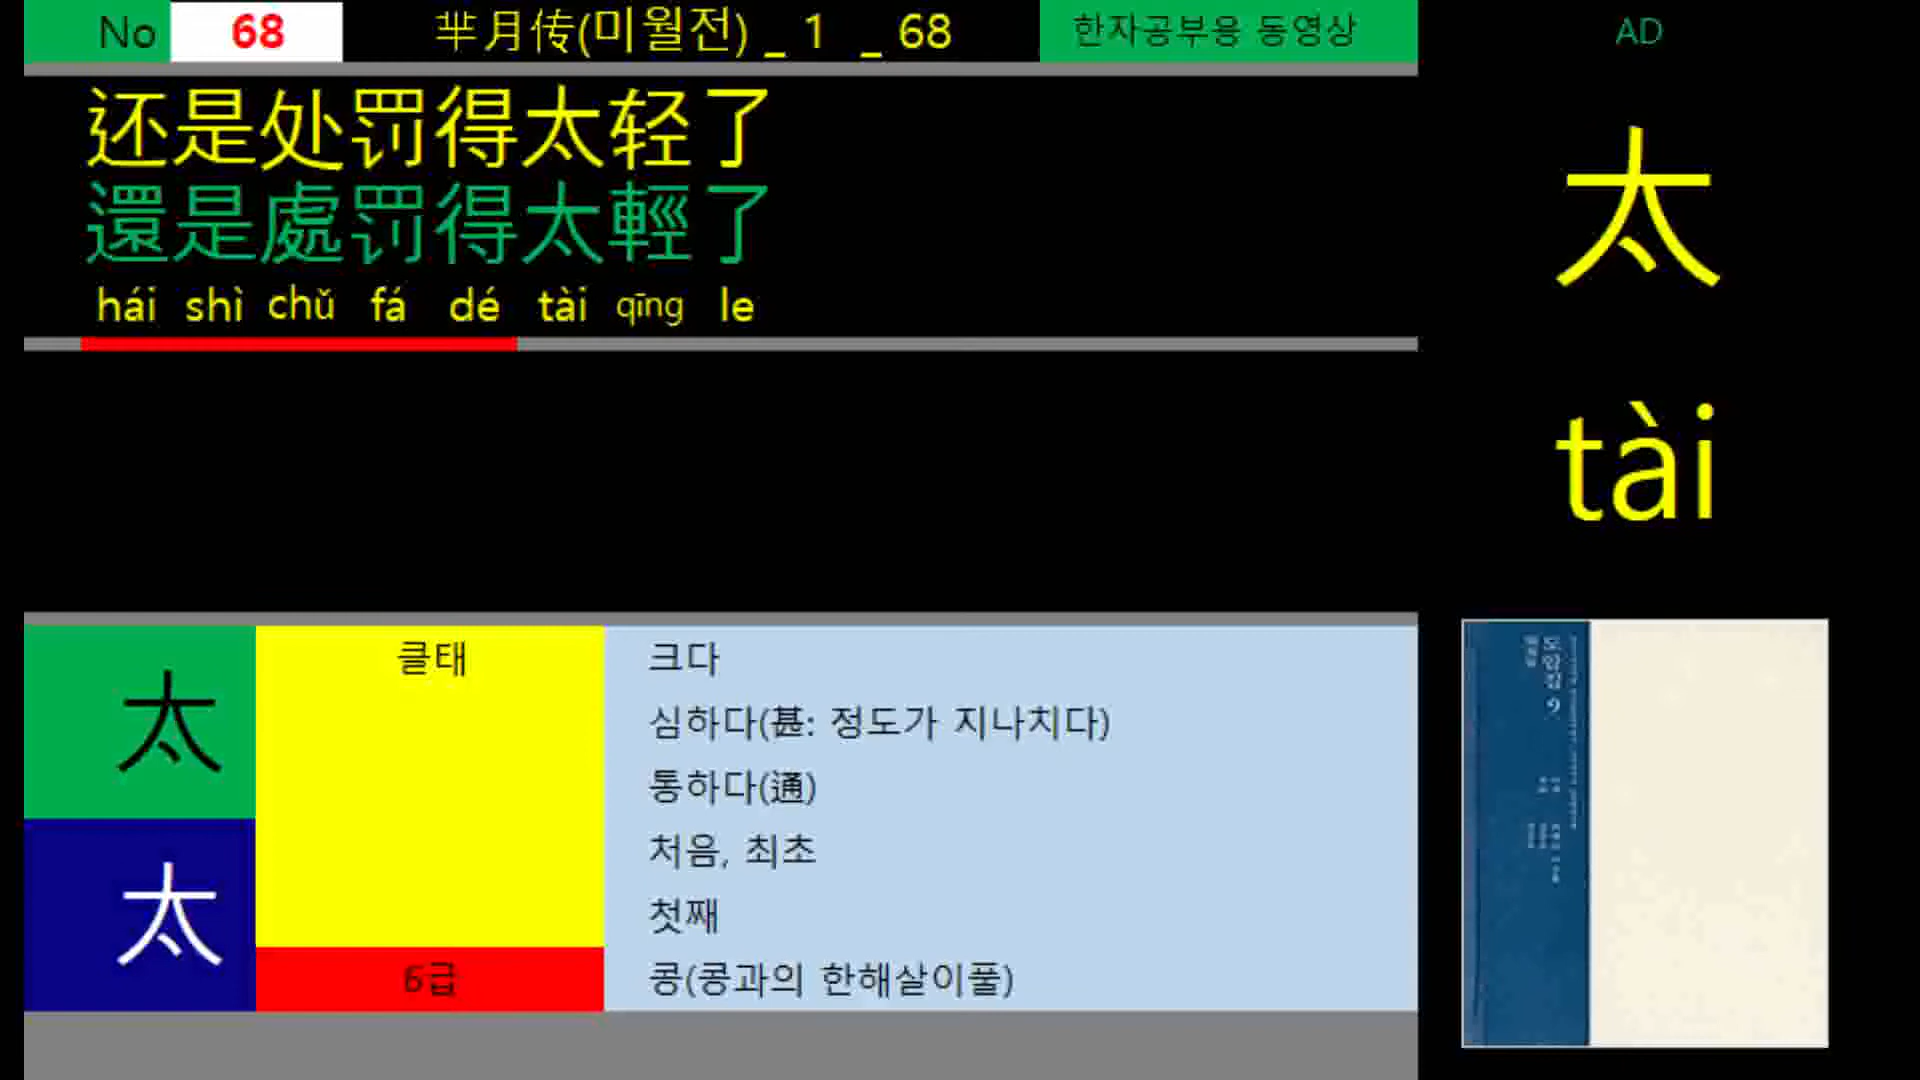 No 68 芈月传(미월전) _ 1 _ 68 한자공부용 동영상 AD
还是处罚得太轻了
還是處罰得太輕了
hái shì chǔ fá dé tài qīng le
太
tài
太 클태
太
6급
크다
심하다(甚: 정도가 지나치다)
통하다(通)
처음, 최초
첫째
콩(콩과의 한해살이풀)